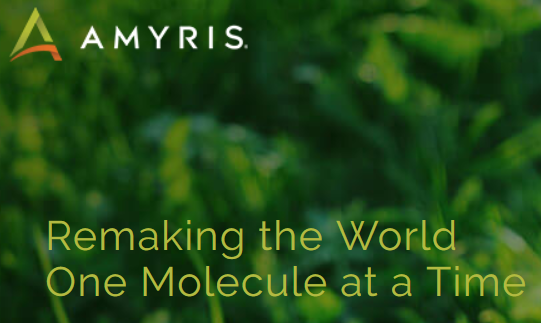 AMYRIS
Remaking the World
One Molecule at a Time